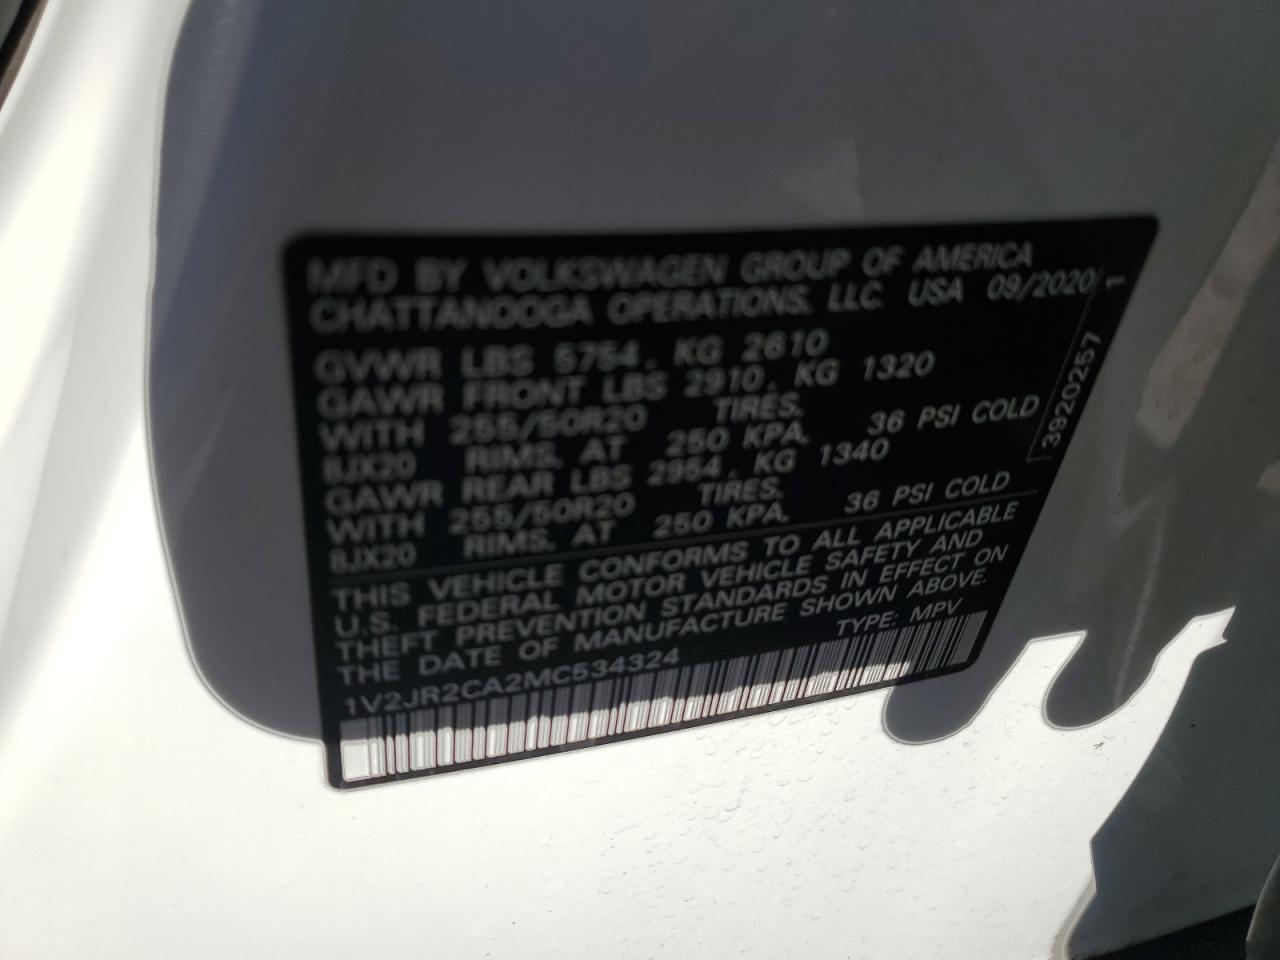 MFD BY VOLKSWAGEN GROUP OF AMERICA
CHATTANOOGA OPERATIONS, LLC USA 09/2020
GVWR LBS 5754, KG 2610
GAWR FRONT LBS 2910, KG 1320
WITH 255/50R20 TIRES,
8JX20 RIMS, AT 250 KPA, 36 PSI COLD
GAWR REAR LBS 2954, KG 1340
WITH 255/50R20 TIRES,
8JX20 RIMS, AT 250 KPA, 36 PSI COLD
THIS VEHICLE CONFORMS TO ALL APPLICABLE
U.S. FEDERAL MOTOR VEHICLE SAFETY AND
THEFT PREVENTION STANDARDS IN EFFECT ON
THE DATE OF MANUFACTURE SHOWN ABOVE.
1V2JR2CA2MC534324 TYPE: MPV
3920257 1